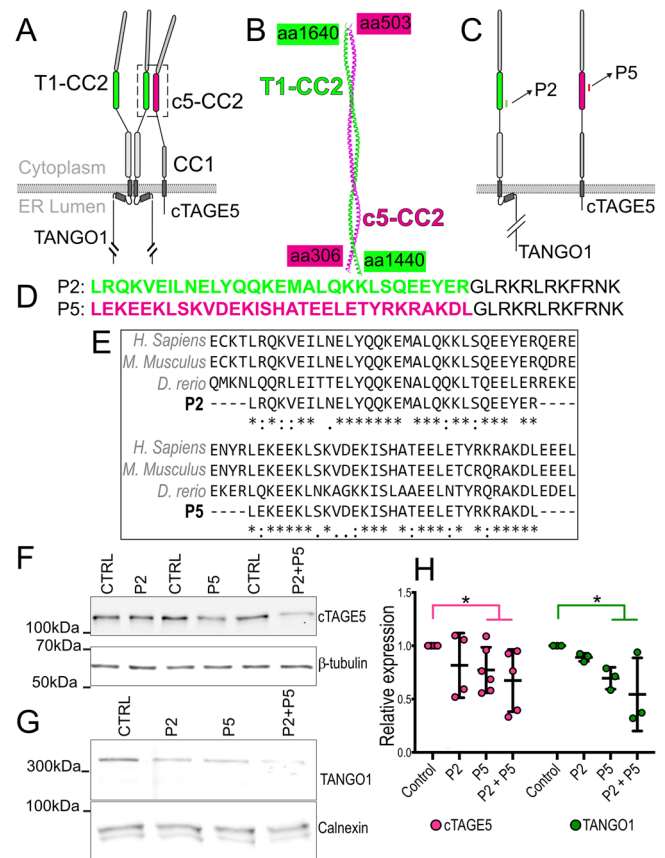 A
B
C
aa1640
aa503
T1-CC2
T1-CC2
c5-CC2
P2
P5
Cytoplasm
CC1
ER Lumen
cTAGE5
TANGO1
c5-CC2
aa306
aa1440
cTAGE5
TANGO1
D
P2: LRQKVEILNELYQQKEMALQKKLSQEEYERGLRKRLRKFRNK
P5: LEKEEKLSKVDEKISHATEELETYRKRAKDLGLRKRLRKFRNK
E
H. Sapiens ECKTLRQKVEILNELYQQKEMALQKKLSQEEYERQERE
M. Musculus ECKTLRQKVEILNELYQQKEMALQKKLSQEEYERQDRE
D. rerio QMKNLQQRLEITTELYQQKENALQQKLTQEELERREKE
P2 ----LRQKVEILNELYQQKEMALQKKLSQEEYER----
*:*::** .****** ***:**:*** **
H. Sapiens ENYRLEKEEKLSKVDEKISHATEELETYRKRAKDLEEEL
M. Musculus ENYRLEKEEKLSKVDEKISHATEELETCRQRAKDLEEEL
D. rerio EKERLQKEEKLNKAGKKISLAAEELNTYRQRAKDLEDEL
P5 ----LEKEEKLSKVDEKISHATEELETYRKRAKDL----
*:*****.*..:*** *:***:* *:*****
F
CTRL
P2
CTRL
P5
CTRL
P2+P5
cTAGE5
100kDa
70kDa
β-tubulin
50kDa
G
CTRL
P2
P5
P2+P5
300kDa
TANGO1
100kDa
Calnexin
H
1.5
*
*
1.0
0.5
0.0
Relative expression
Control
P2
P5
P2 + P5
Control
P2
P5
P2 + P5
cTAGE5
TANGO1